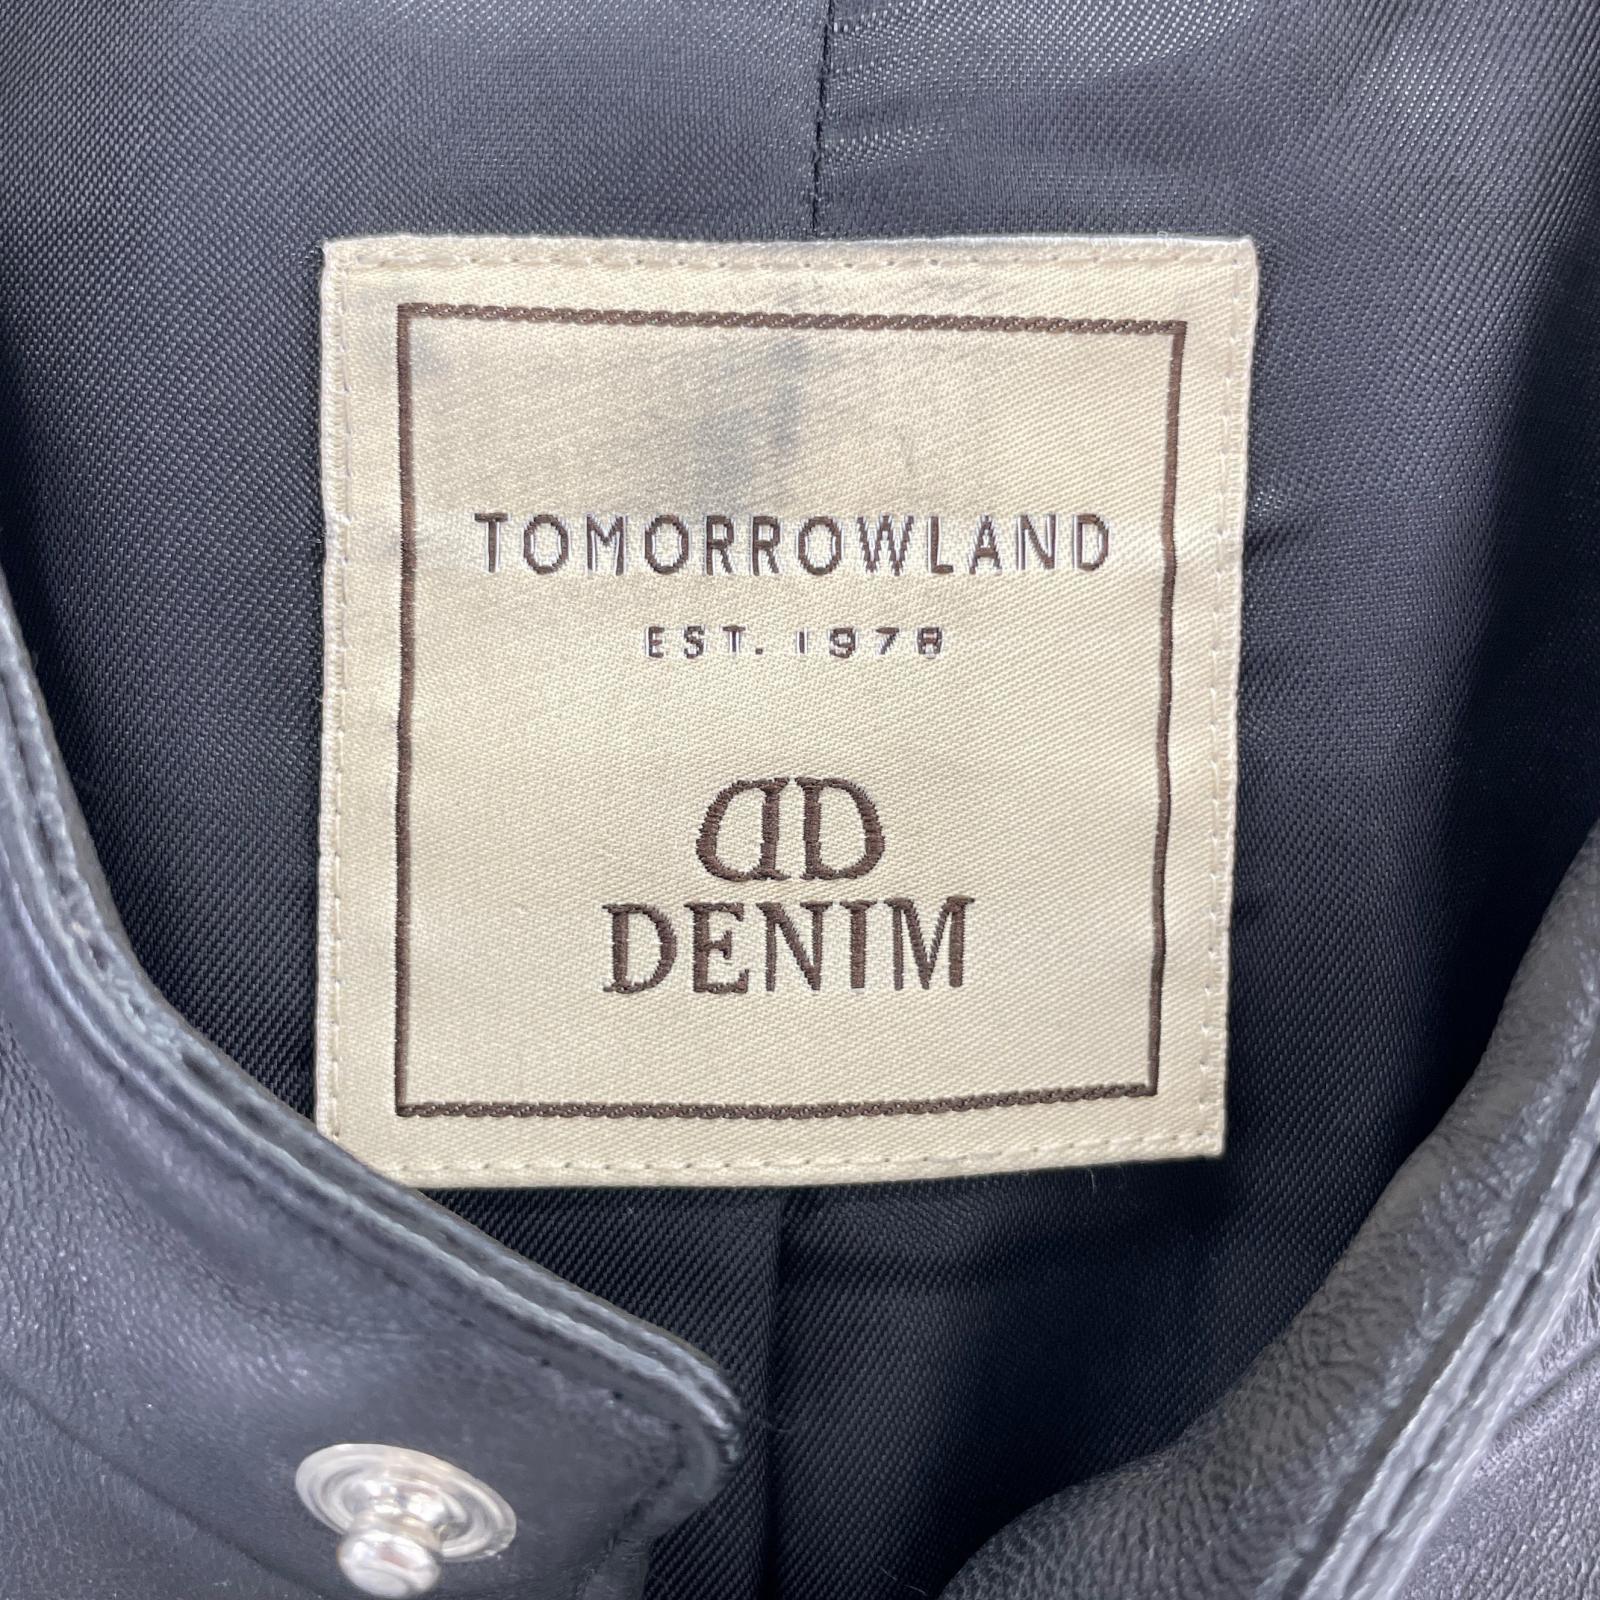 TOMORROWLAND
EST. 1978
DD
DENIM